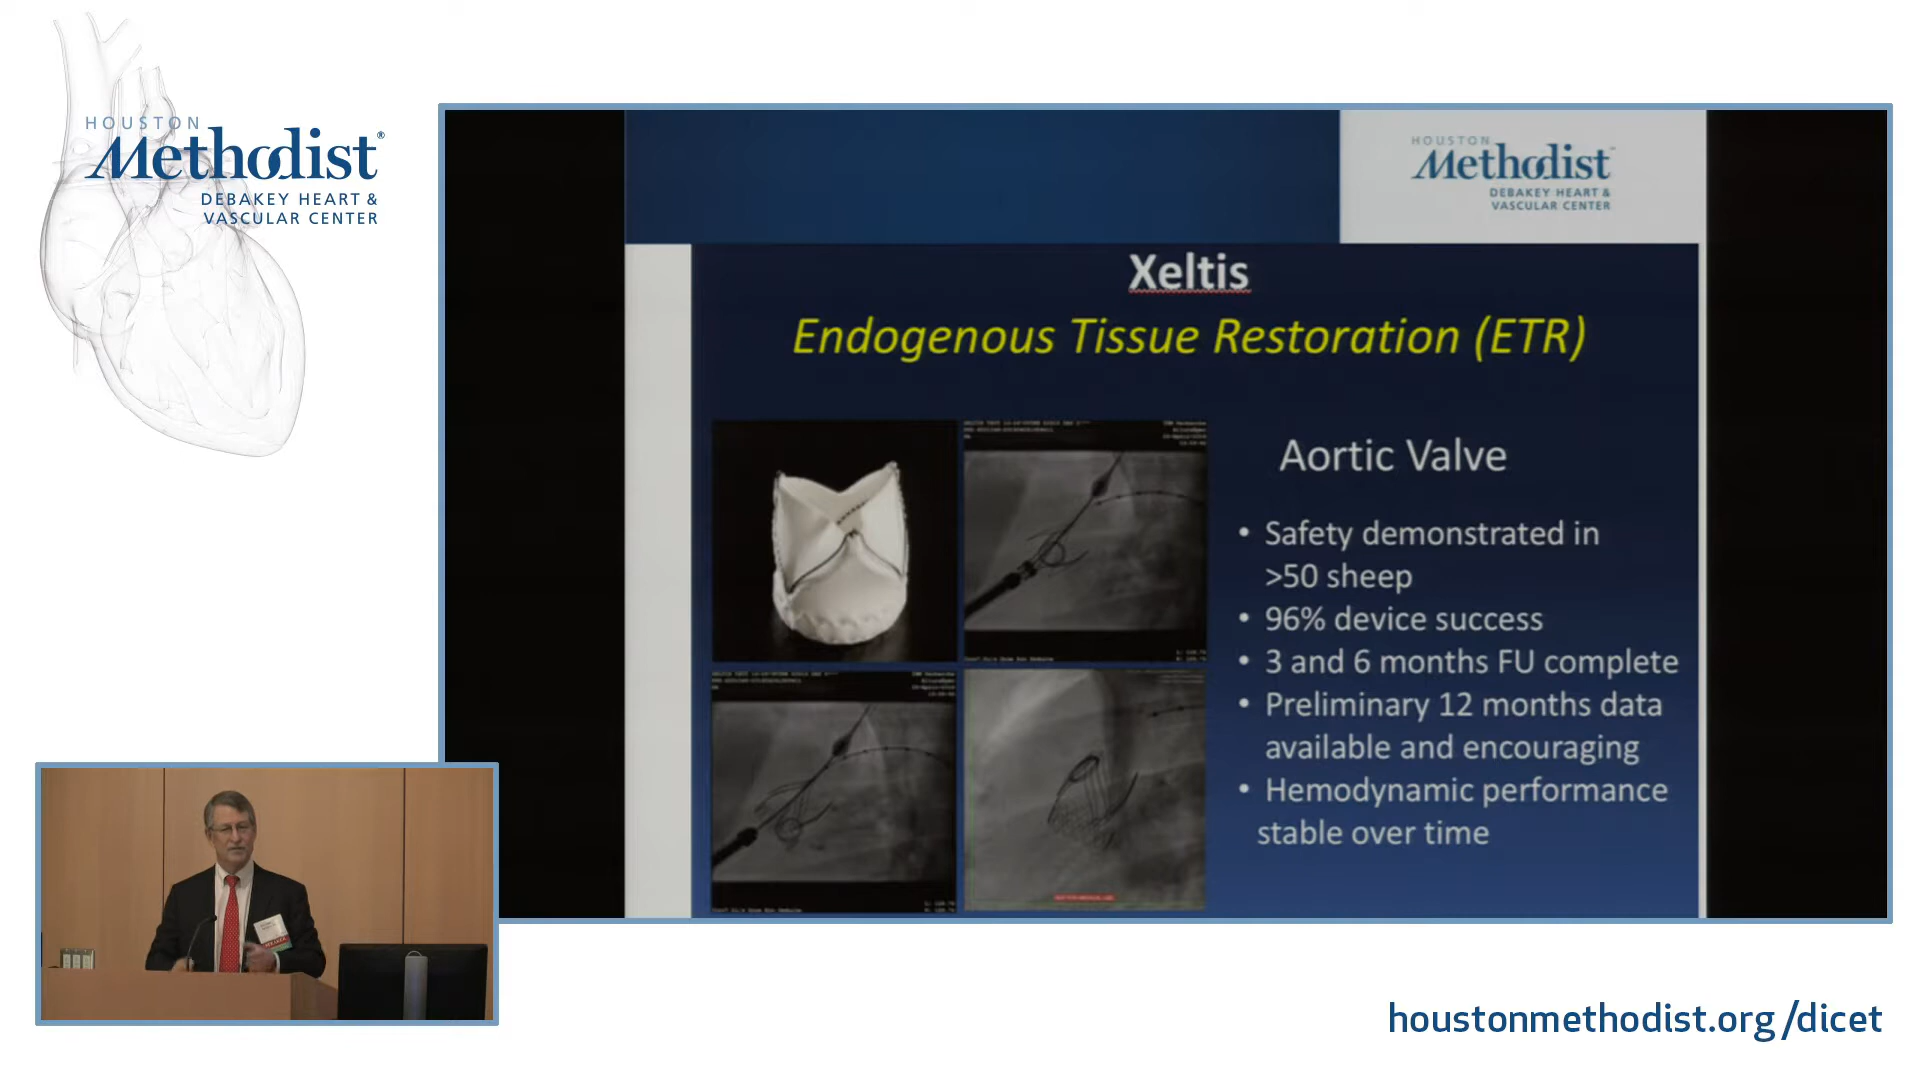 HOUSTON
Methodist®
DEBAKEY HEART &
VASCULAR CENTER
HOUSTON
Methodist
DEBAKEY HEART &
VASCULAR CENTER
Xeltis
Endogenous Tissue Restoration (ETR)
Aortic Valve
• Safety demonstrated in
>50 sheep
• 96% device success
• 3 and 6 months FU complete
• Preliminary 12 months data
available and encouraging
• Hemodynamic performance
stable over time
houstonmethodist.org/dicet